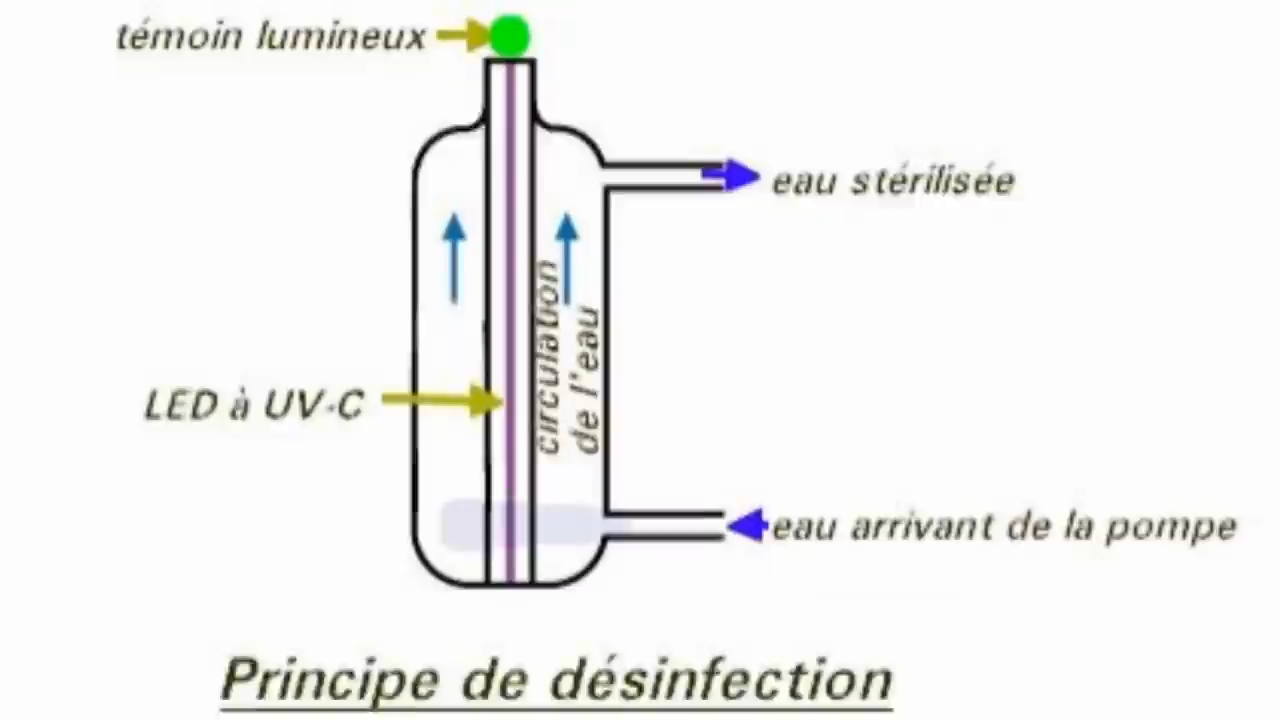 témoin lumineux
eau stérilisée
circulation
de l'eau
LED à UV-C
eau arrivant de la pompe
Principe de désinfection